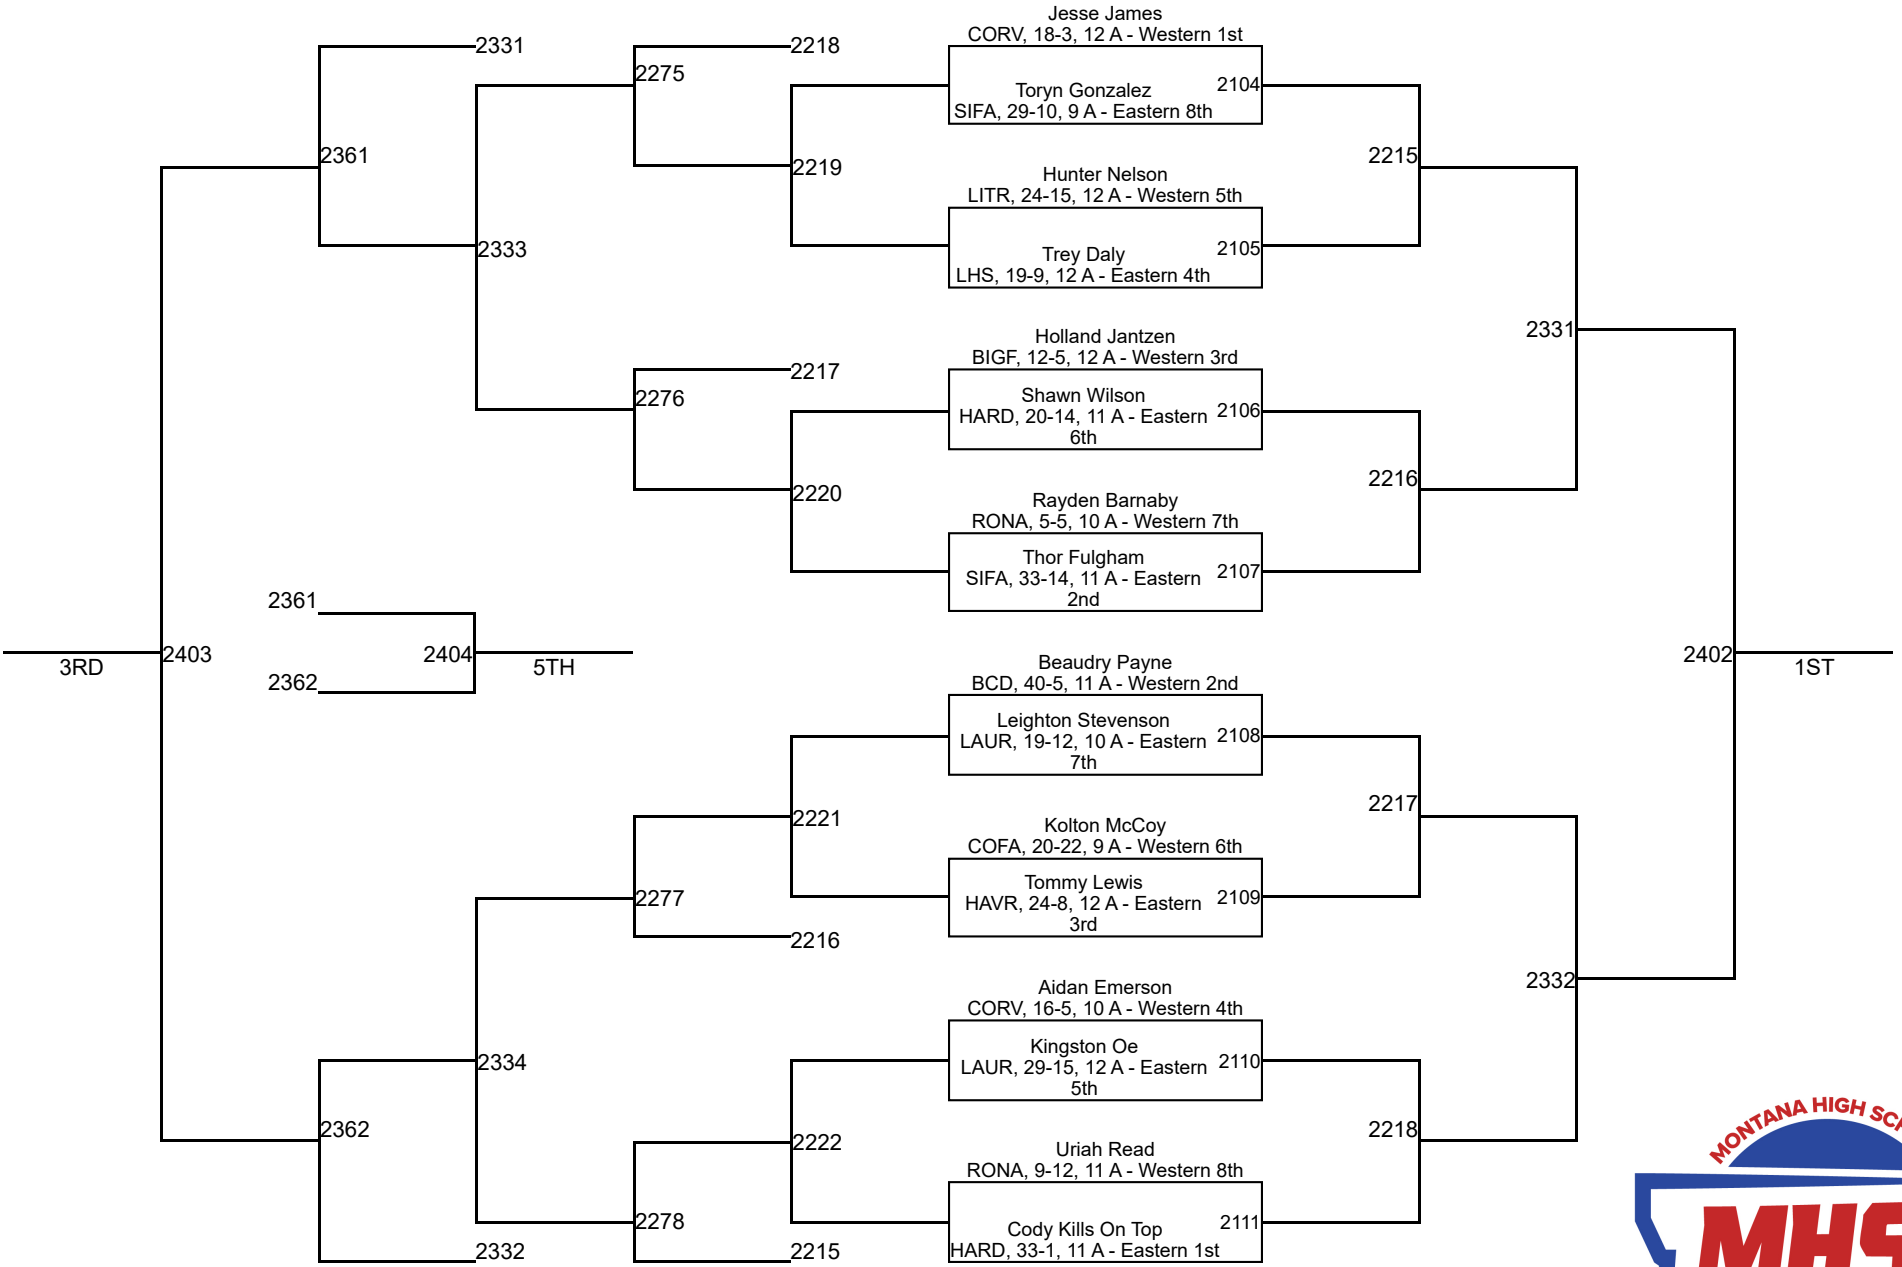 Jesse James
CORV, 18-3, 12 A - Western 1st
2331
2275
2218
Toryn Gonzalez
SIFA, 29-10, 9 A - Eastern 8th
2104
2361
2219
Hunter Nelson
LITR, 24-15, 12 A - Western 5th
2215
2333
Trey Daly
LHS, 19-9, 12 A - Eastern 4th
2105
Holland Jantzen
BIGF, 12-5, 12 A - Western 3rd
2331
2217
2276
Shawn Wilson
HARD, 20-14, 11 A - Eastern
6th
2106
2220
Rayden Barnaby
RONA, 5-5, 10 A - Western 7th
2216
Thor Fulgham
SIFA, 33-14, 11 A - Eastern
2nd
2107
2361
3RD
2403
2404
5TH
2362
Beaudry Payne
BCD, 40-5, 11 A - Western 2nd
2402
1ST
Leighton Stevenson
LAUR, 19-12, 10 A - Eastern
7th
2108
2221
Kolton McCoy
COFA, 20-22, 9 A - Western 6th
2217
2277
Tommy Lewis
HAVR, 24-8, 12 A - Eastern
3rd
2109
2216
Aidan Emerson
CORV, 16-5, 10 A - Western 4th
2332
2334
Kingston Oe
LAUR, 29-15, 12 A - Eastern
5th
2110
2362
2222
Uriah Read
RONA, 9-12, 11 A - Western 8th
2218
2278
Cody Kills On Top
HARD, 33-1, 11 A - Eastern 1st
2111
2332
2215
MONTANA HIGH
MHS